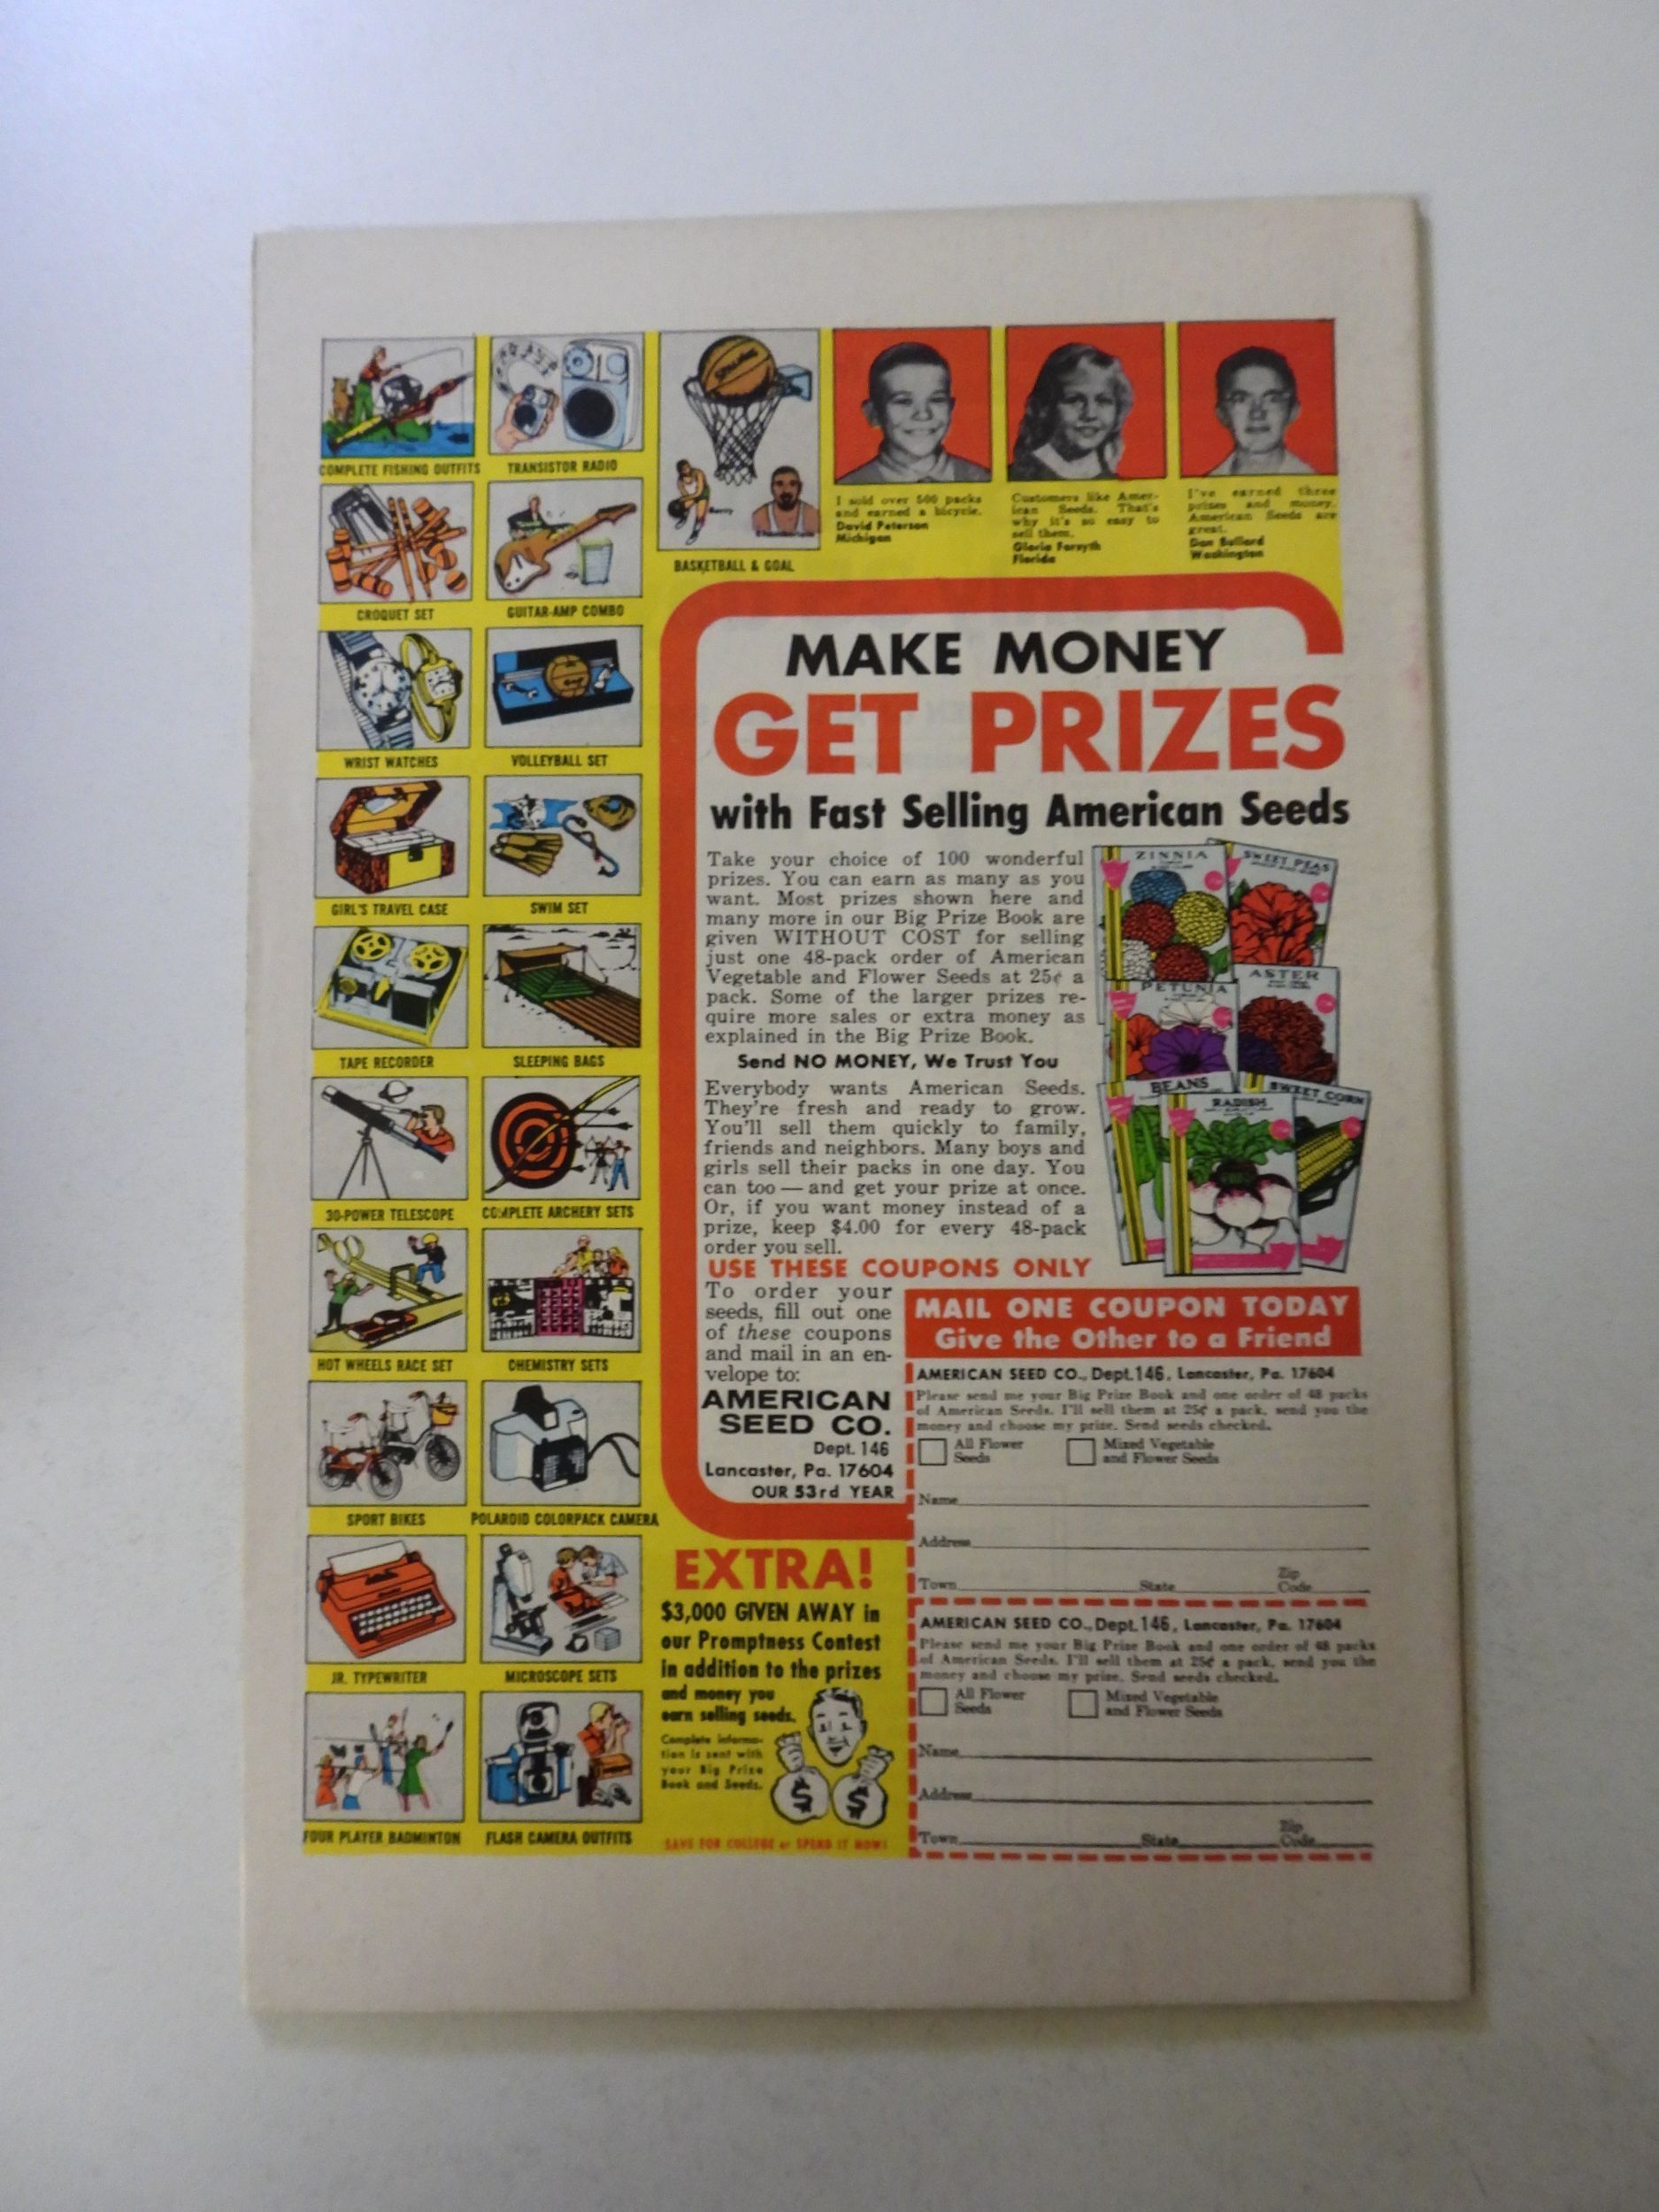 COMPLETE FISHING OUTFITS
TRANSISTOR RADIO
Spalding
BASKETBALL & GOAL
I sold over 500 packs
and earned a bicycle.
David Peterson
Michigan
Customers like Amer-
ican Seeds. That's
why it's so easy to
sell them.
Gloria Forsyth
Florida
I've earned three
prizes and money.
American Seeds are
great.
Dan Bullard
Washington
CROQUET SET
GUITAR-AMP COMBO
WRIST WATCHES
VOLLEYBALL SET
GIRL'S TRAVEL CASE
SWIM SET
TAPE RECORDER
SLEEPING BAGS
30-POWER TELESCOPE
COMPLETE ARCHERY SETS
HOT WHEELS RACE SET
CHEMISTRY SETS
SPORT BIKES
POLAROID COLORPACK CAMERA
JR. TYPEWRITER
MICROSCOPE SETS
FOUR PLAYER BADMINTON
FLASH CAMERA OUTFITS
MAKE MONEY
GET PRIZES
with Fast Selling American Seeds
Take your choice of 100 wonderful
prizes. You can earn as many as you
want. Most prizes shown here and
many more in our Big Prize Book are
given WITHOUT COST for selling
just one 48-pack order of American
Vegetable and Flower Seeds at 25¢ a
pack. Some of the larger prizes re-
quire more sales or extra money as
explained in the Big Prize Book.
Send NO MONEY, We Trust You
Everybody wants American Seeds.
They're fresh and ready to grow.
You'll sell them quickly to family,
friends and neighbors. Many boys and
girls sell their packs in one day. You
can too — and get your prize at once.
Or, if you want money instead of a
prize, keep $4.00 for every 48-pack
order you sell.
ZINNIA
SWEET PEAS
PETUNIA
ASTER
BEANS
RADISH
SWEET CORN
USE THESE COUPONS ONLY
To order your
seeds, fill out one
of these coupons
and mail in an en-
velope to:
AMERICAN
SEED CO.
Dept. 146
Lancaster, Pa. 17604
OUR 53rd YEAR
MAIL ONE COUPON TODAY
Give the Other to a Friend
AMERICAN SEED CO., Dept. 146, Lancaster, Pa. 17604
Please send me your Big Prize Book and one order of 48 packs
of American Seeds. I'll sell them at 25¢ a pack, send you the
money and choose my prize. Send seeds checked.
All Flower
Seeds
Mixed Vegetable
and Flower Seeds
Name
Address
Town State Zip Code
AMERICAN SEED CO., Dept. 146, Lancaster, Pa. 17604
Please send me your Big Prize Book and one order of 48 packs
of American Seeds. I'll sell them at 25¢ a pack, send you the
money and choose my prize. Send seeds checked.
All Flower
Seeds
Mixed Vegetable
and Flower Seeds
Name
Address
Town State Zip Code
EXTRA!
$3,000 GIVEN AWAY in
our Promptness Contest
in addition to the prizes
and money you
earn selling seeds.
Complete informa-
tion is sent with
your Big Prize
Book and Seeds.
$ $
SAVE FOR COLLEGE or SPEND IT NOW!